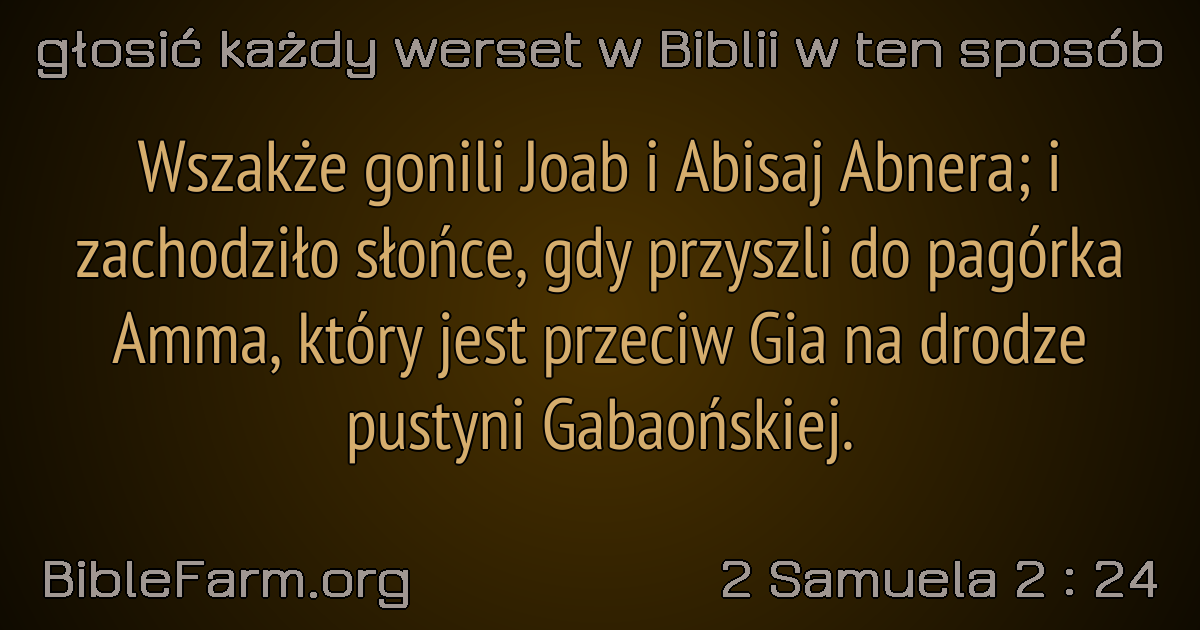 głosić każdy werset w Biblii w ten sposób
Wszakże gonili Joab i Abisaj Abnera; i
zachodziło słońce, gdy przyszli do pagórka
Amma, który jest przeciw Gia na drodze
pustyni Gabaońskiej.
BibleFarm.org
2 Samuela 2 : 24